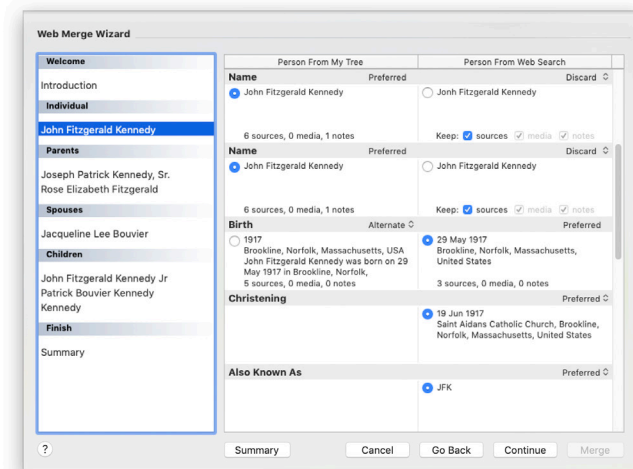 Web Merge Wizard
Welcome
Introduction
Individual
John Fitzgerald Kennedy
Parents
Joseph Patrick Kennedy, Sr.
Rose Elizabeth Fitzgerald
Spouses
Jacqueline Lee Bouvier
Children
John Fitzgerald Kennedy Jr
Patrick Bouvier Kennedy
Kennedy
Finish
Summary
Person From My Tree Person From Web Search
Name Preferred Discard
John Fitzgerald Kennedy Jonh Fitzgerald Kennedy
6 sources, 0 media, 1 notes Keep: sources media notes
Name Preferred Discard
John Fitzgerald Kennedy John Fitzgerald Kennedy
6 sources, 0 media, 1 notes Keep: sources media notes
Birth Alternate Preferred
1917 29 May 1917
Brookline, Norfolk, Massachusetts, USA Brookline, Norfolk, Massachusetts,
John Fitzgerald Kennedy was born on 29 United States
May 1917 in Brookline, Norfolk,
5 sources, 0 media, 0 notes 3 sources, 0 media, 0 notes
Christening Preferred
19 Jun 1917
Saint Aidans Catholic Church, Brookline,
Norfolk, Massachusetts, United States
Also Known As Preferred
JFK
? Summary Cancel Go Back Continue Merge